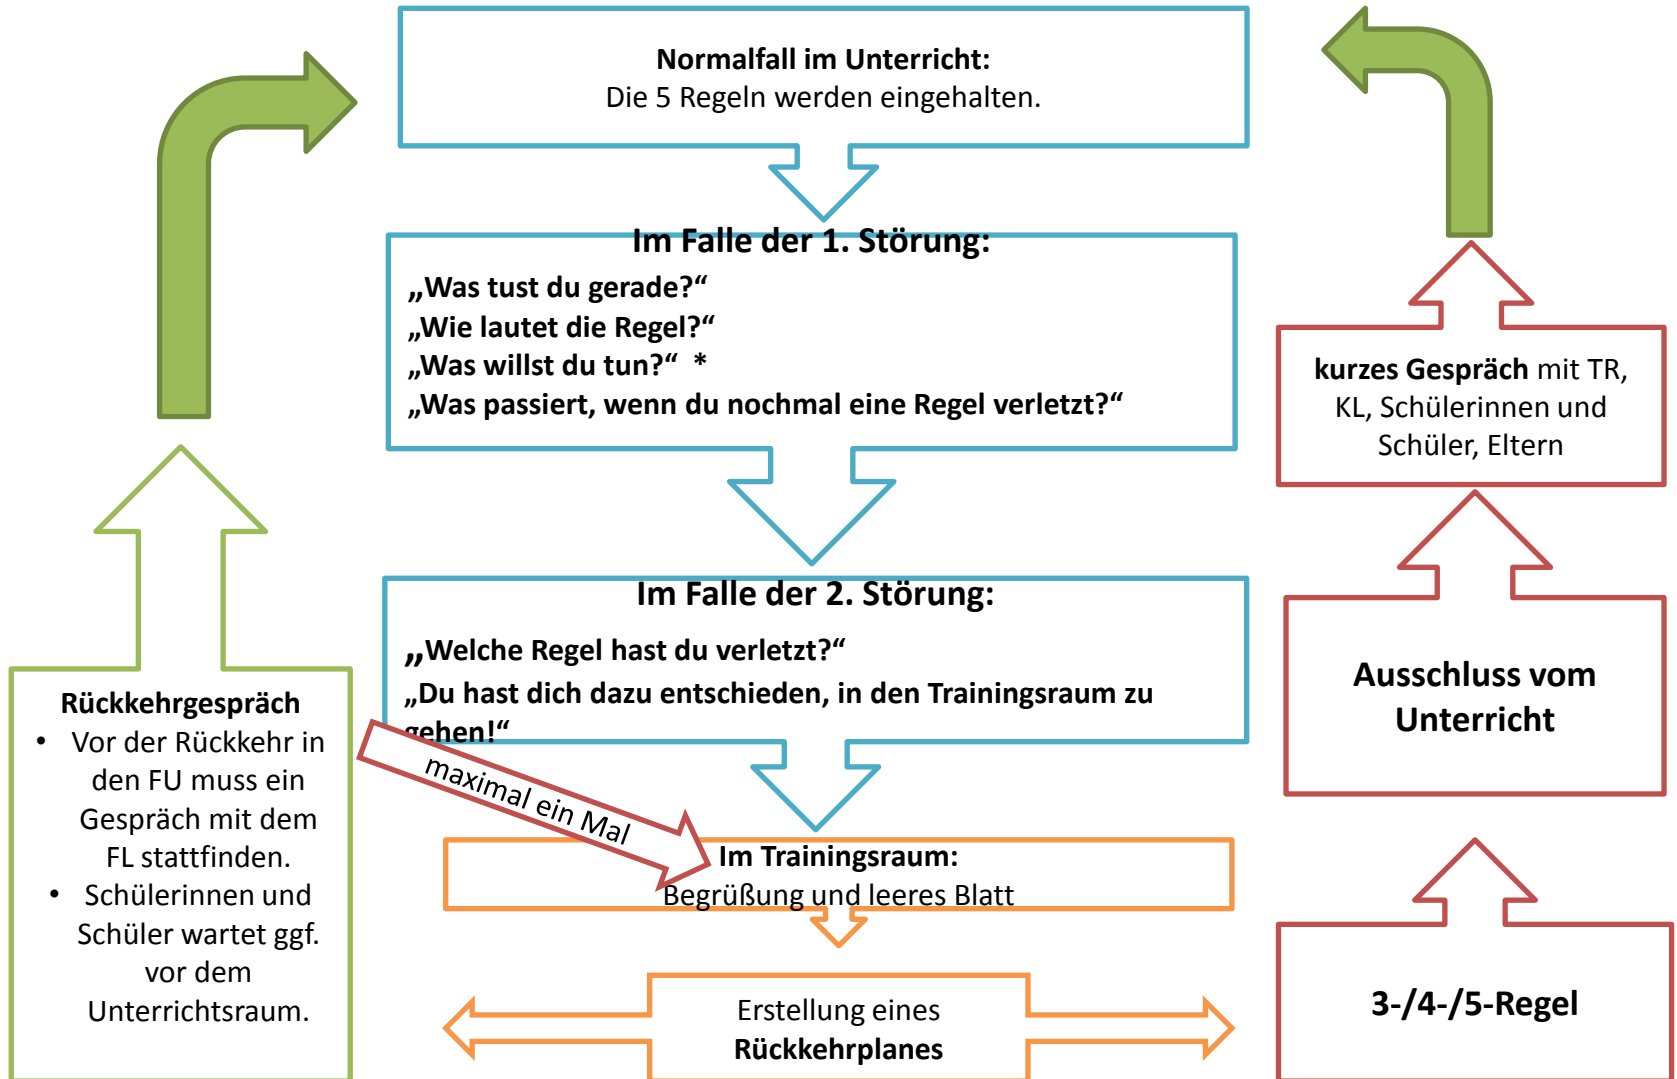 Normalfall im Unterricht:
Die 5 Regeln werden eingehalten.
Im Falle der 1. Störung:
„Was tust du gerade?“
„Wie lautet die Regel?“
„Was willst du tun?“ *
„Was passiert, wenn du nochmal eine Regel verletzt?“
kurzes Gespräch mit TR,
KL, Schülerinnen und
Schüler, Eltern
Im Falle der 2. Störung:
„Welche Regel hast du verletzt?“
„Du hast dich dazu entschieden, in den Trainingsraum zu
gehen!“
Ausschluss vom
Unterricht
Rückkehrgespräch
• Vor der Rückkehr in
den FU muss ein
Gespräch mit dem
FL stattfinden.
• Schülerinnen und
Schüler wartet ggf.
vor dem
Unterrichtsraum.
maximal ein Mal
Im Trainingsraum:
Begrüßung und leeres Blatt
Erstellung eines
Rückkehrplanes
3-/4-/5-Regel